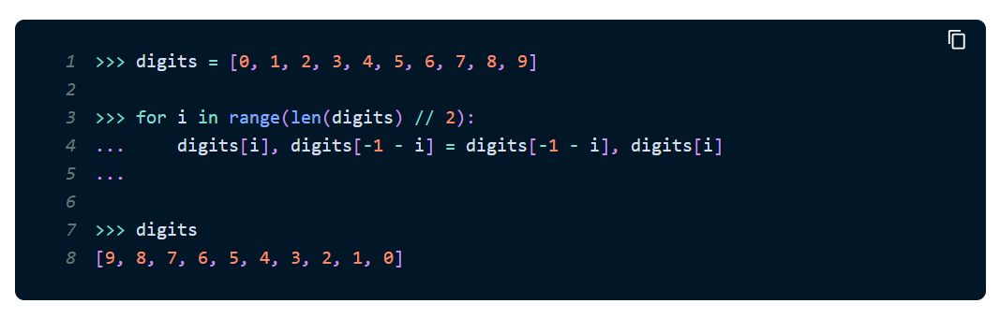 1 >>> digits = [0, 1, 2, 3, 4, 5, 6, 7, 8, 9]
2
3 >>> for i in range(len(digits) // 2):
4 ...     digits[i], digits[-1 - i] = digits[-1 - i], digits[i]
5 ...
6
7 >>> digits
8 [9, 8, 7, 6, 5, 4, 3, 2, 1, 0]